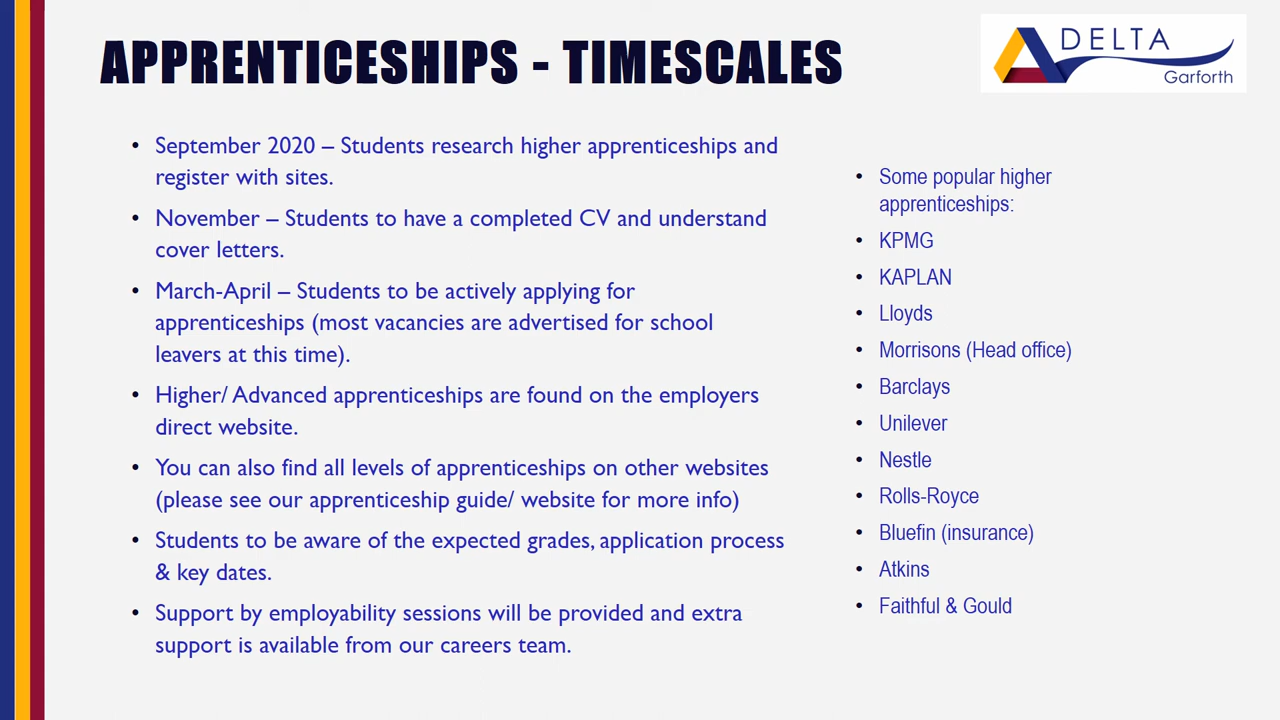 APPRENTICESHIPS - TIMESCALES
DELTA
Garforth
• September 2020 – Students research higher apprenticeships and
register with sites.
• November – Students to have a completed CV and understand
cover letters.
• March-April – Students to be actively applying for
apprenticeships (most vacancies are advertised for school
leavers at this time).
• Higher/ Advanced apprenticeships are found on the employers
direct website.
• You can also find all levels of apprenticeships on other websites
(please see our apprenticeship guide/ website for more info)
• Students to be aware of the expected grades, application process
& key dates.
• Support by employability sessions will be provided and extra
support is available from our careers team.
• Some popular higher
apprenticeships:
• KPMG
• KAPLAN
• Lloyds
• Morrisons (Head office)
• Barclays
• Unilever
• Nestle
• Rolls-Royce
• Bluefin (insurance)
• Atkins
• Faithful & Gould